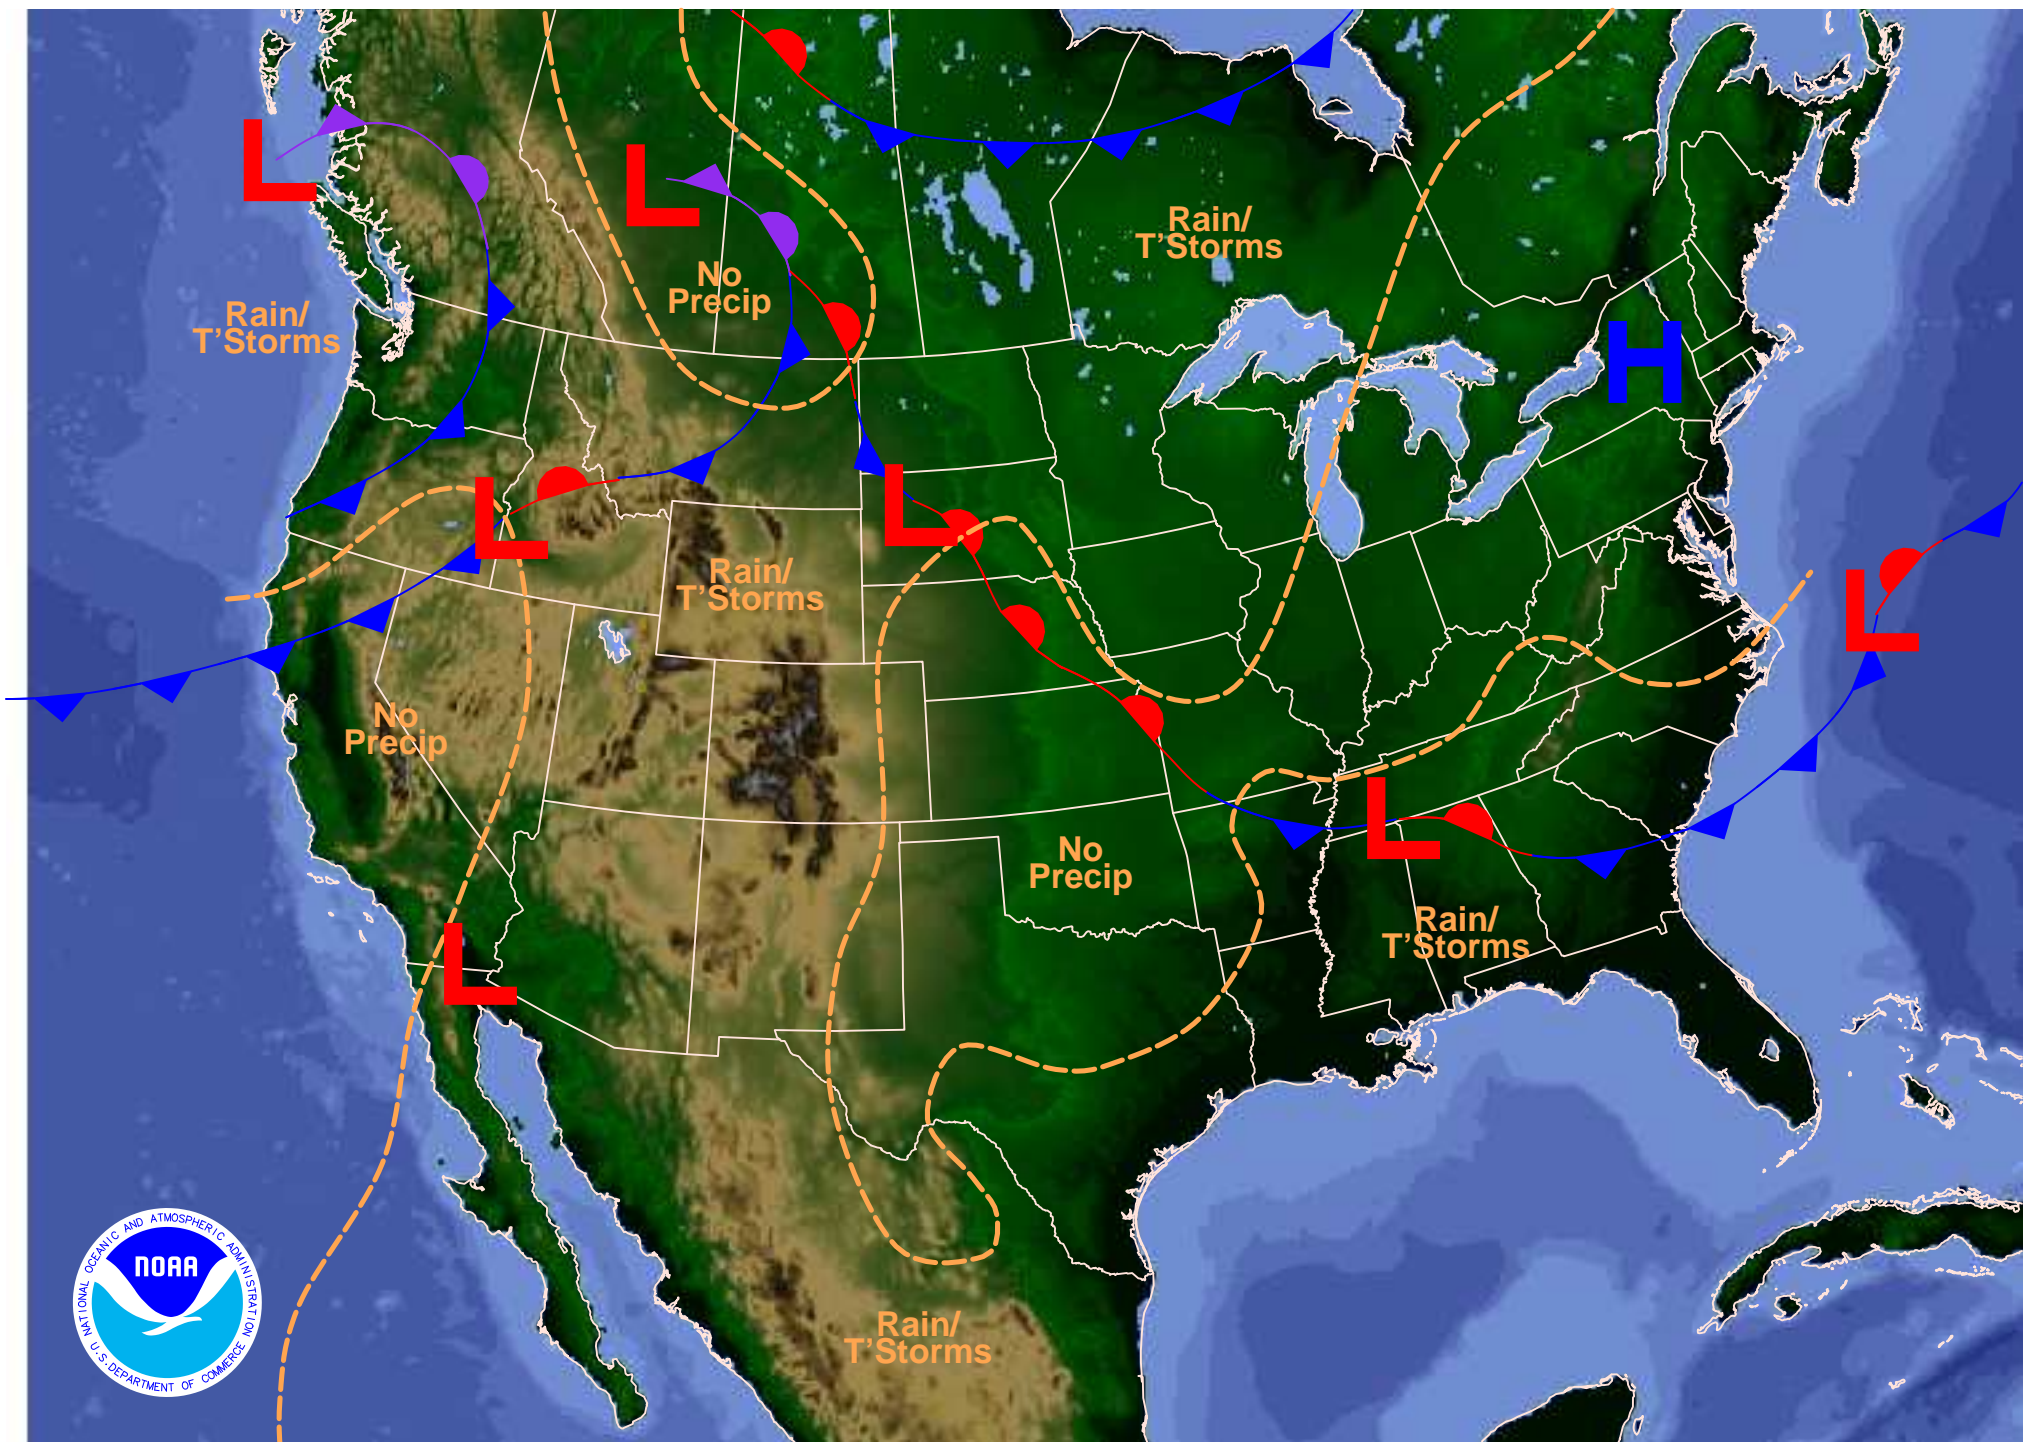 L
L
Rain/
T'Storms
No
Precip
Rain/
T'Storms
H
L
L
Rain/
T'Storms
L
No
Precip
L
No
Precip
Rain/
T'Storms
L
Rain/
T'Storms
NATIONAL OCEANIC AND ATMOSPHERIC ADMINISTRATION
NOAA
U.S. DEPARTMENT OF COMMERCE